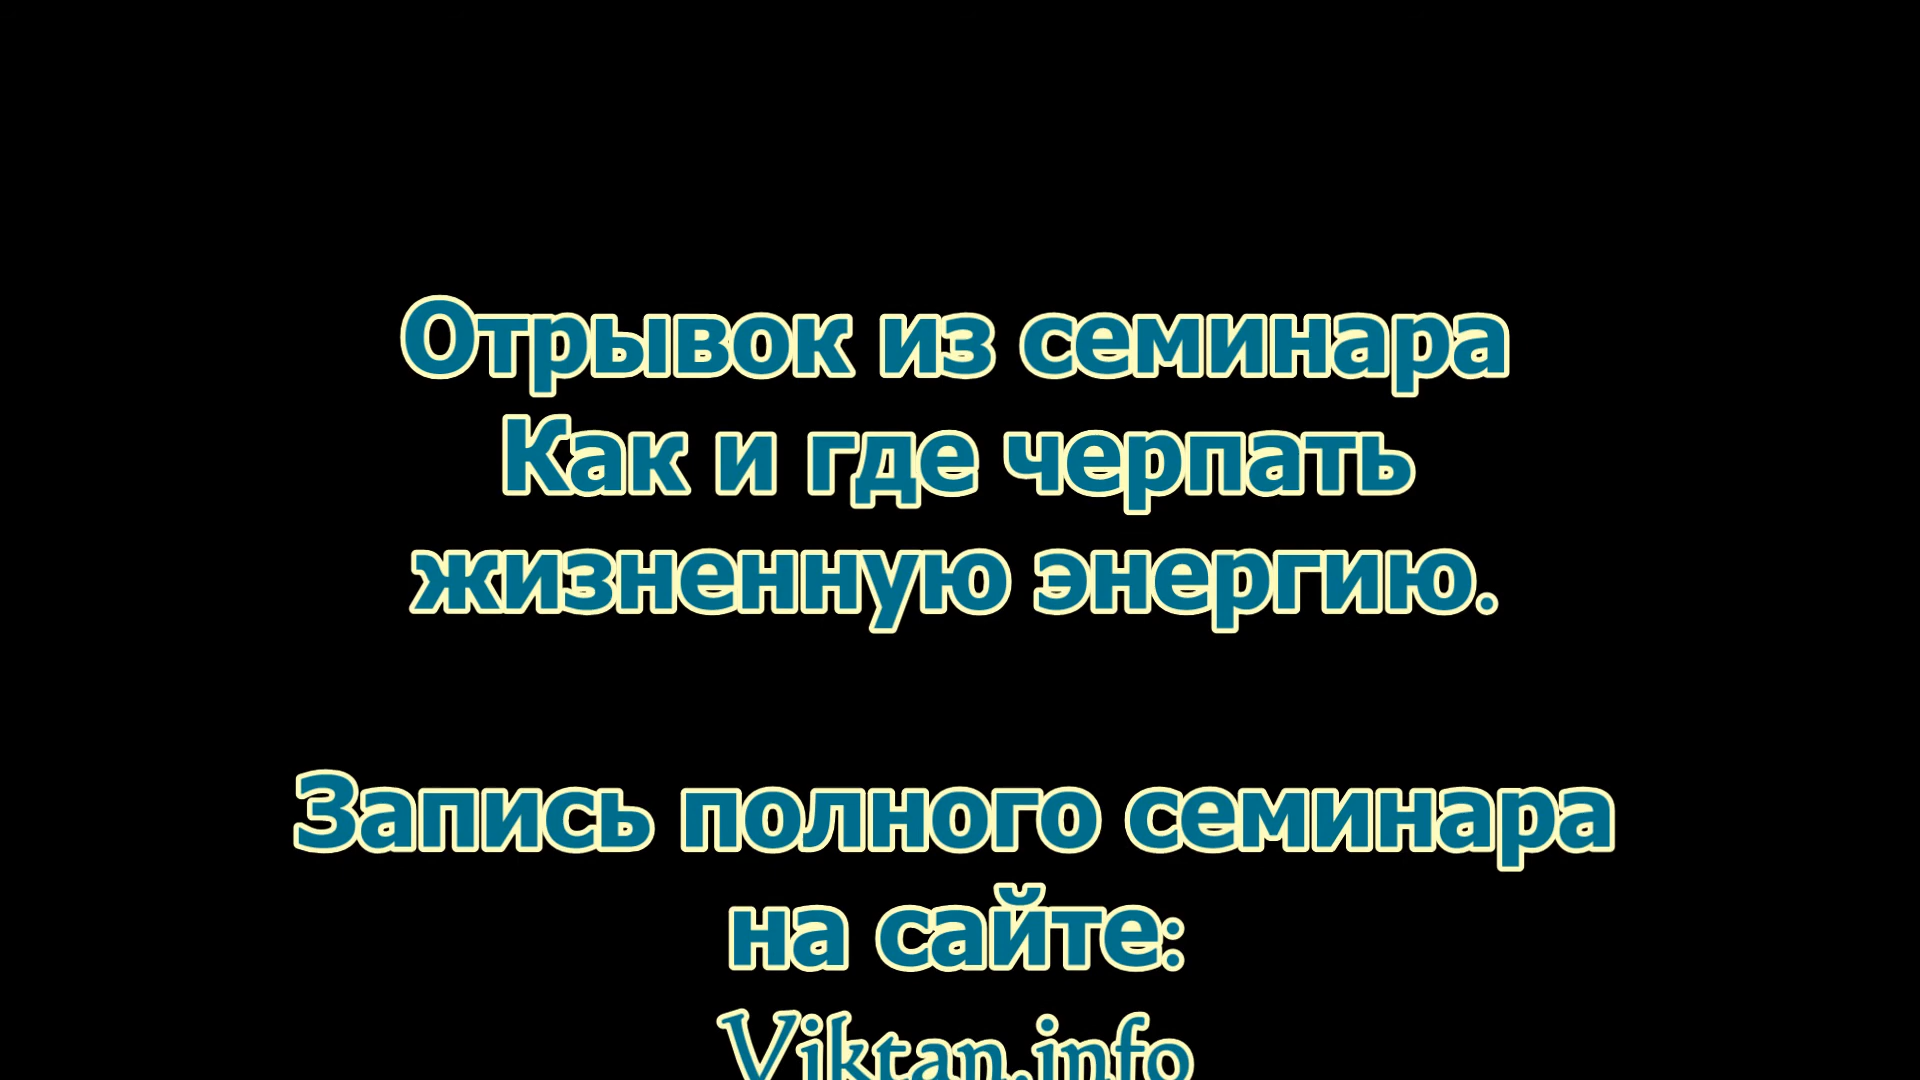 Отрывок из семинара
Как и где черпать
жизненную энергию.
Запись полного семинара
на сайте:
Viktan.info